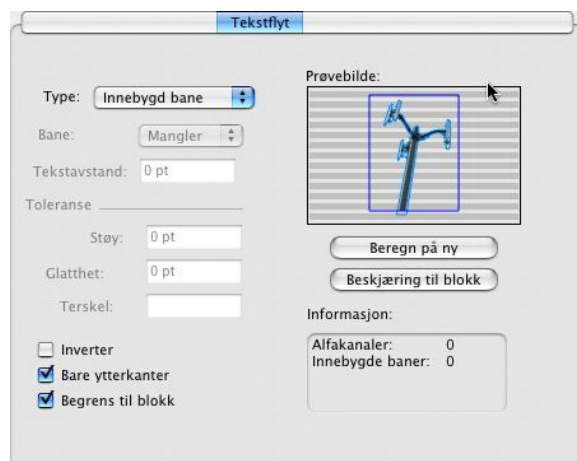 Tekstflyt
Type: Innebygd bane
Bane: Mangler
Tekstavstand: 0 pt
Toleranse
Støy: 0 pt
Glatthet: 0 pt
Terskel:
Inverter
Bare ytterkanter
Begrens til blokk
Prøvebilde:
Beregn på ny
Beskjæring til blokk
Informasjon:
Alfakanaler: 0
Innebygde baner: 0